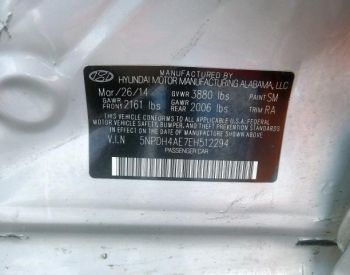 MANUFACTURED BY
HYUNDAI MOTOR MANUFACTURING ALABAMA, LLC
Mar/26/14 GVWR 3880 lbs PAINT SM
GAWR FRONT 2161 lbs GAWR REAR 2006 lbs TRIM RA
THIS VEHICLE CONFORMS TO ALL APPLICABLE U.S. FEDERAL
MOTOR VEHICLE SAFETY, BUMPER, AND THEFT PREVENTION
STANDARDS IN EFFECT ON THE DATE OF MANUFACTURE SHOWN ABOVE.
V.I.N 5NPDH4AE7EH512294
PASSENGER CAR